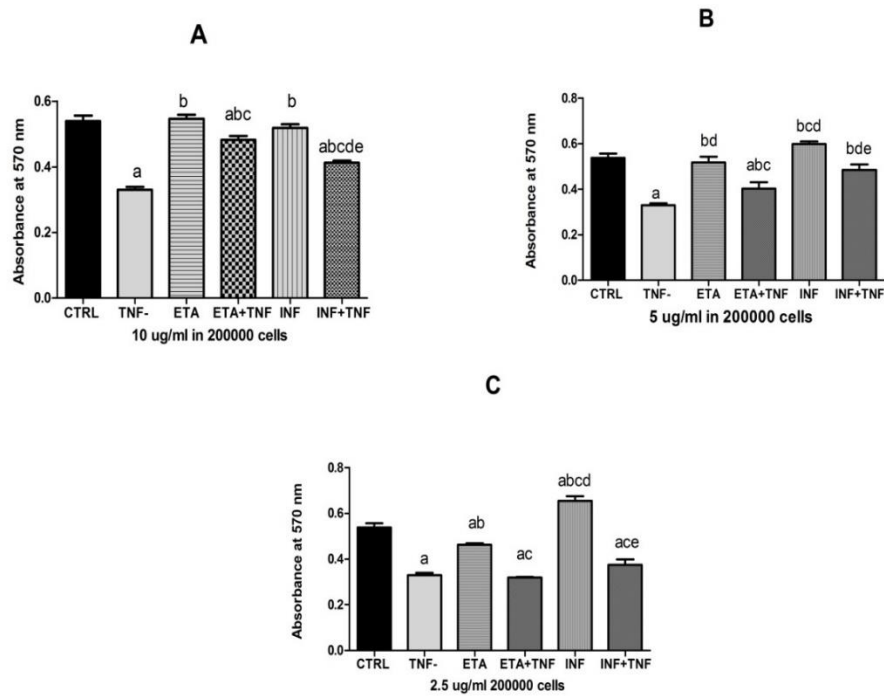 A
Absorbance at 570 nm
0.6
0.4
0.2
0.0
b
abc
b
abcde
a
CTRL TNF- ETA ETA+TNF INF INF+TNF
10 ug/ml in 200000 cells
B
Absorbance at 570 nm
0.8
0.6
0.4
0.2
0.0
bcd
bd
bde
abc
a
CTRL TNF- ETA ETA+TNF INF INF+TNF
5 ug/ml in 200000 cells
C
Absorbance at 570 nm
0.8
0.6
0.4
0.2
0.0
abcd
ab
ace
a
ac
CTRL TNF- ETA ETA+TNF INF INF+TNF
2.5 ug/ml 200000 cells